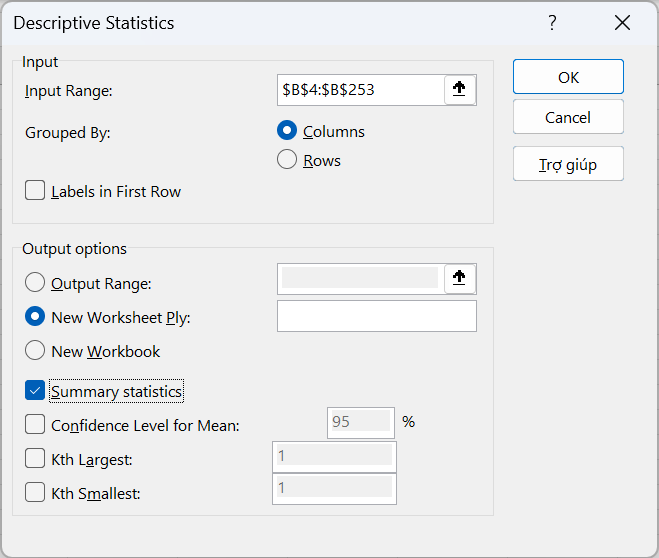 Descriptive Statistics ?
Input
Input Range: $B$4:$B$253
Grouped By: Columns
Rows
Labels in First Row
OK
Cancel
Trợ giúp
Output options
Output Range:
New Worksheet Ply:
New Workbook
Summary statistics
Confidence Level for Mean: 95 %
Kth Largest: 1
Kth Smallest: 1